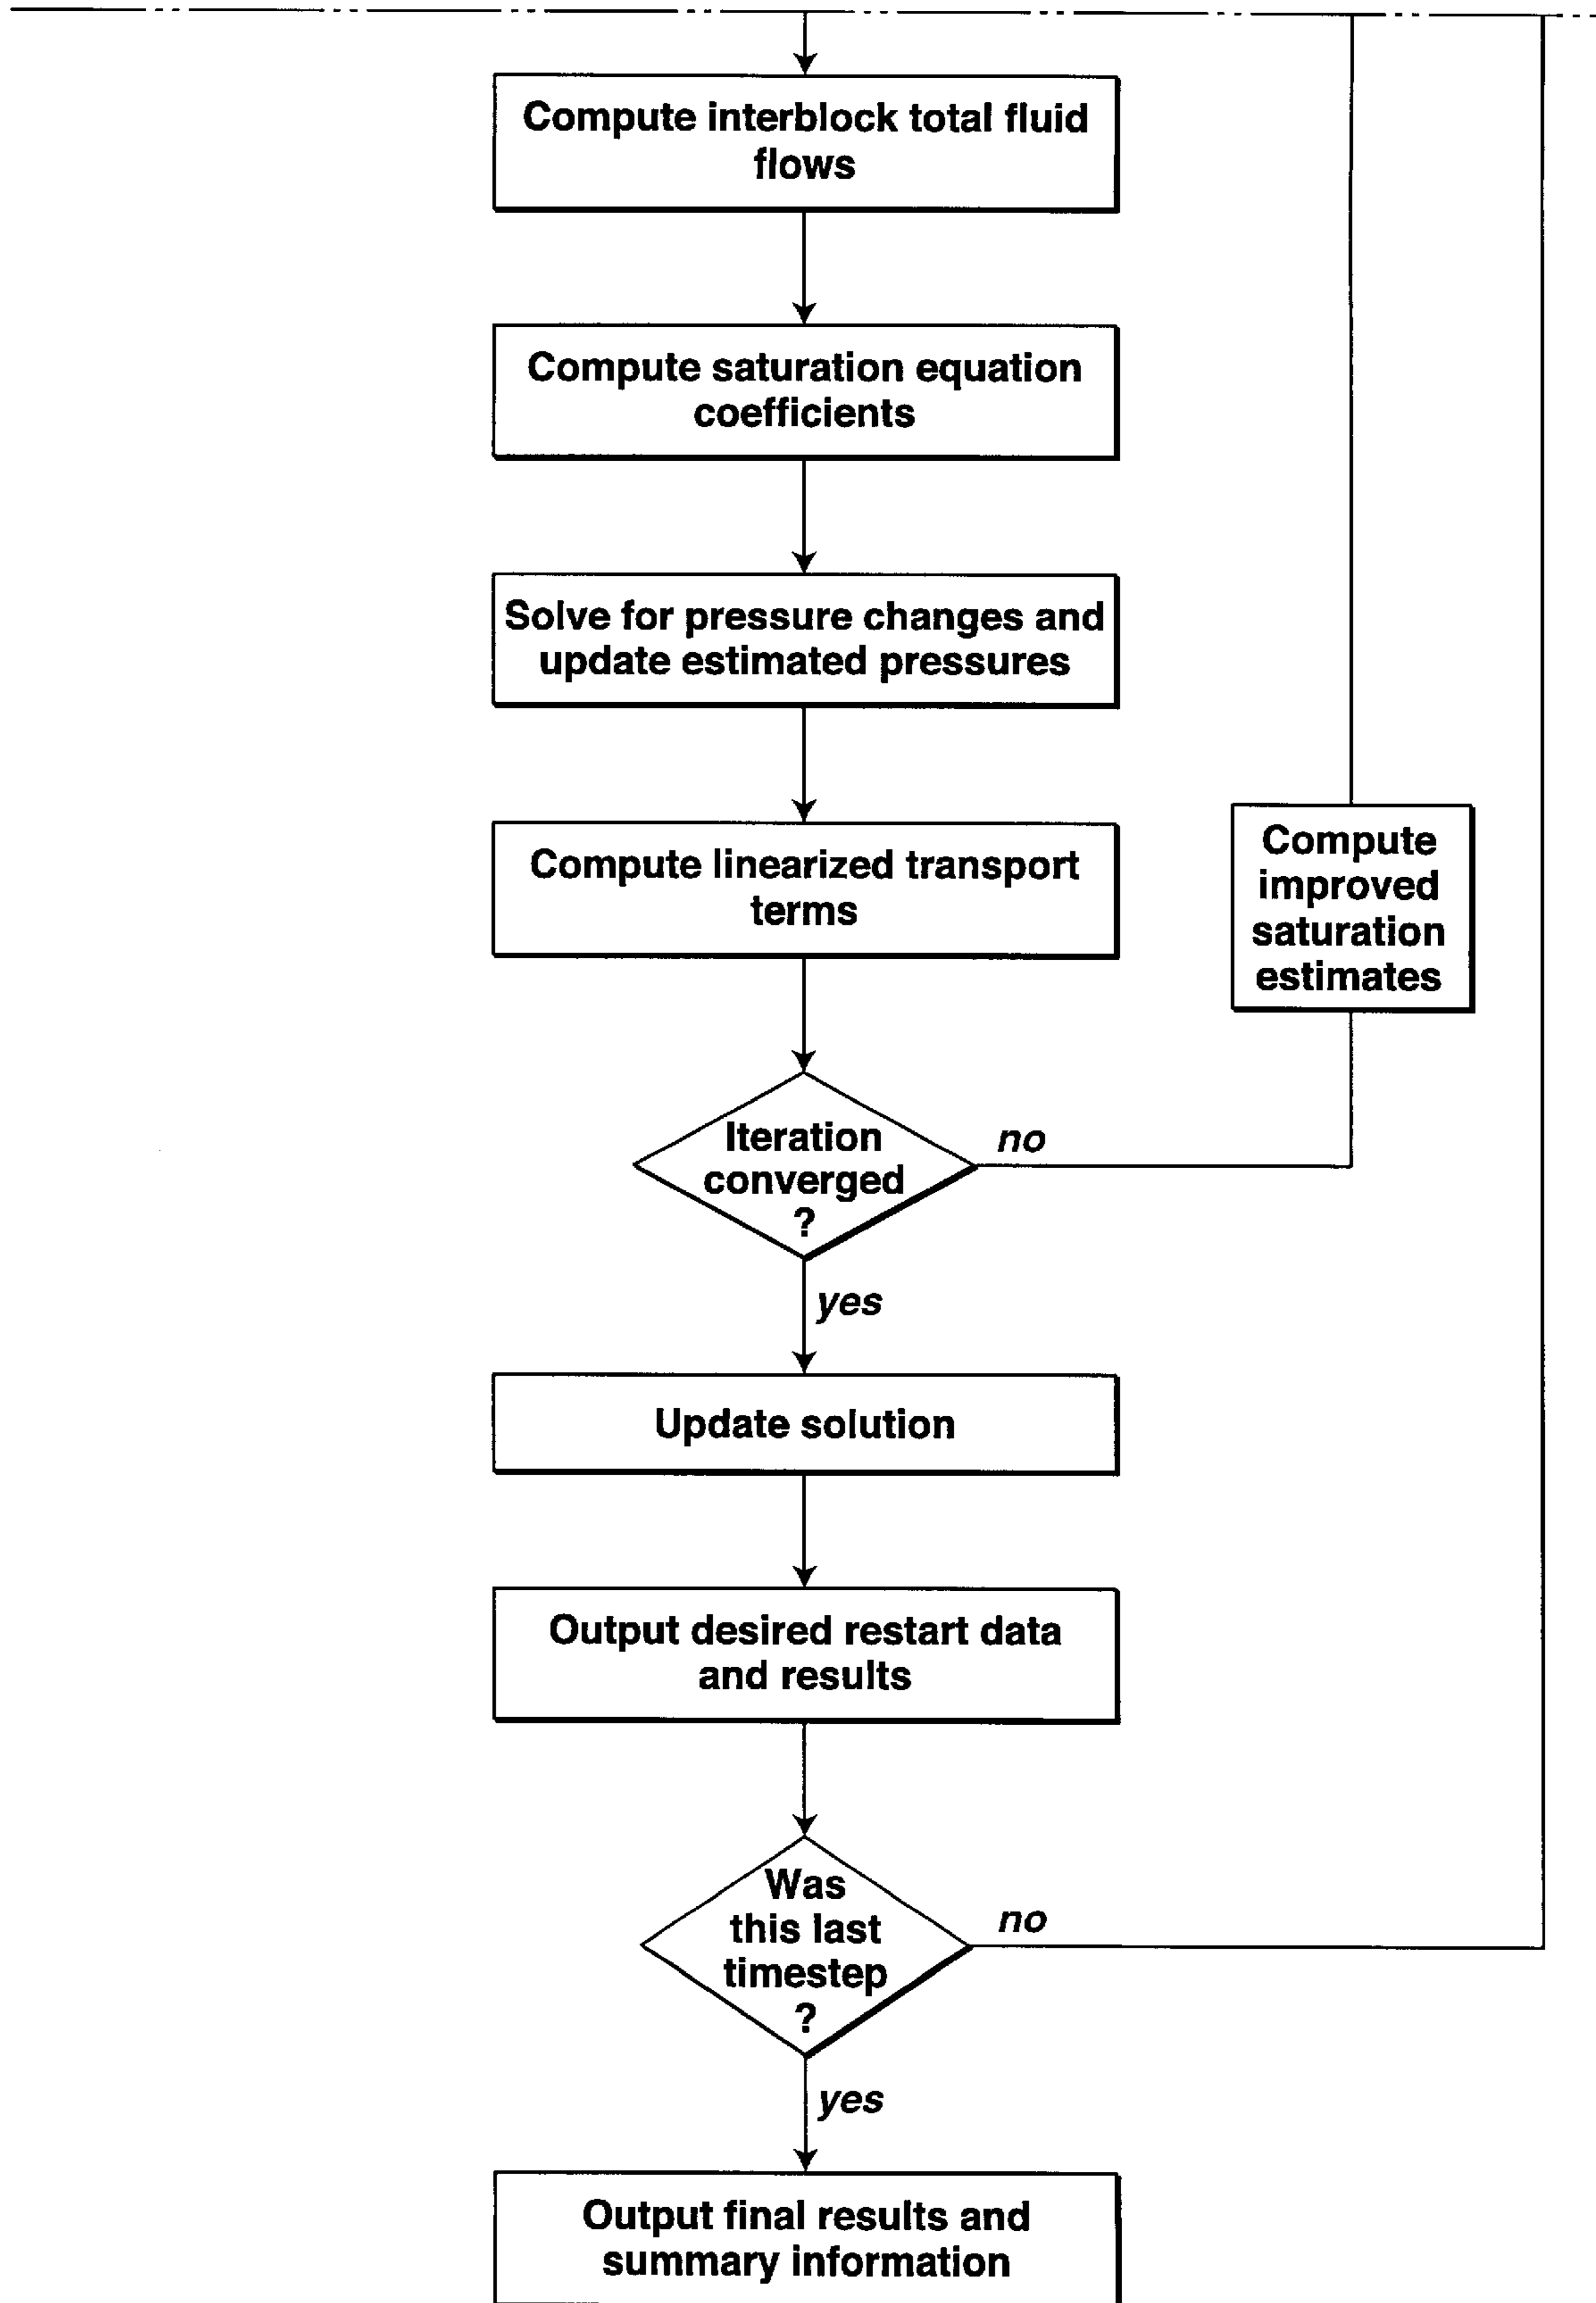 Compute interblock total fluid
flows
Compute saturation equation
coefficients
Solve for pressure changes and
update estimated pressures
Compute linearized transport
terms
Compute
improved
saturation
estimates
Iteration
converged
?
no
yes
Update solution
Output desired restart data
and results
Was
this last
timestep
?
no
yes
Output final results and
summary information